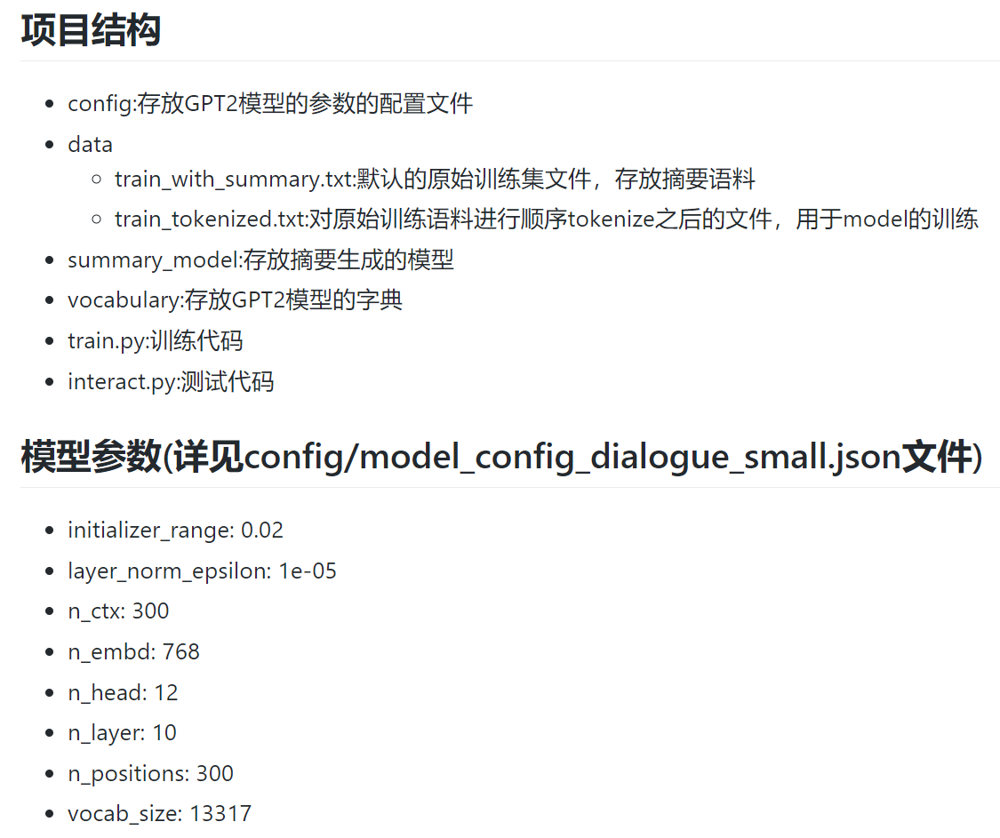 项目结构
config:存放GPT2模型的参数的配置文件
data
train_with_summary.txt:默认的原始训练集文件，存放摘要语料
train_tokenized.txt:对原始训练语料进行顺序tokenize之后的文件，用于model的训练
summary_model:存放摘要生成的模型
vocabulary:存放GPT2模型的字典
train.py:训练代码
interact.py:测试代码
模型参数(详见config/model_config_dialogue_small.json文件)
initializer_range: 0.02
layer_norm_epsilon: 1e-05
n_ctx: 300
n_embd: 768
n_head: 12
n_layer: 10
n_positions: 300
vocab_size: 13317